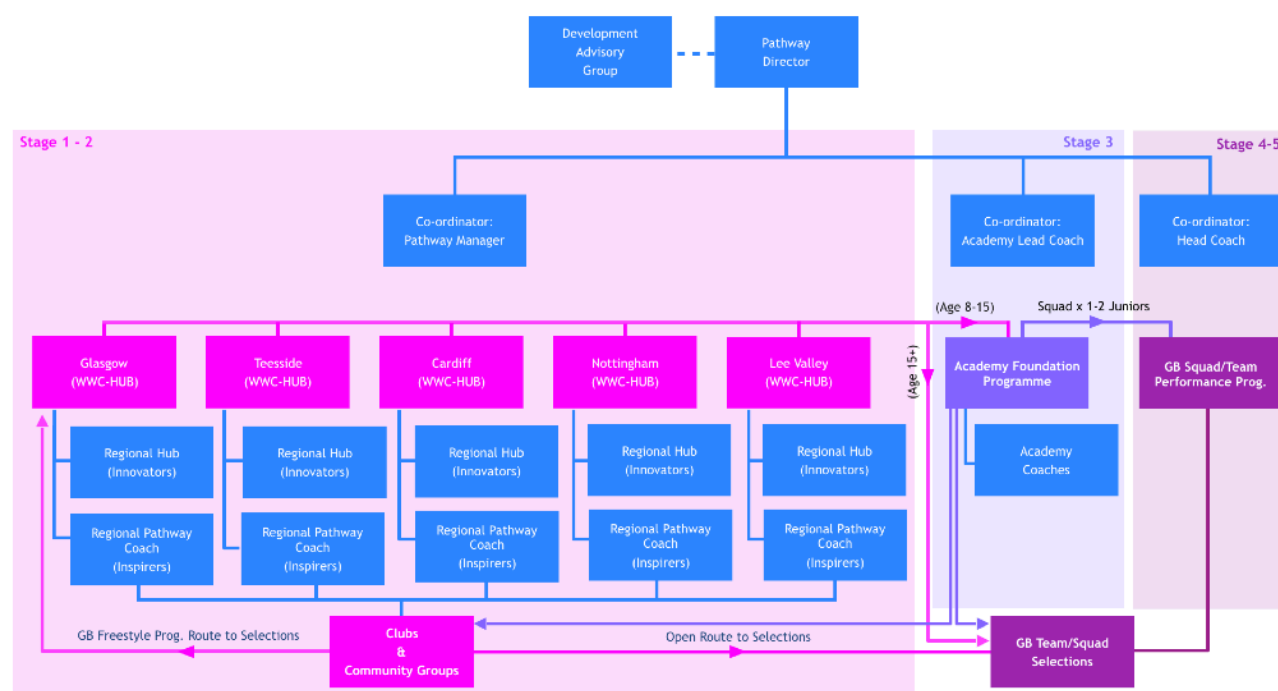 Development
Advisory
Group
Pathway
Director
Stage 1 - 2
Stage 3
Stage 4-5
Co-ordinator:
Pathway Manager
Co-ordinator:
Academy Lead Coach
Co-ordinator:
Head Coach
(Age 8-15)
Squad x 1-2 Juniors
Glasgow
(WWC-HUB)
Teesside
(WWC-HUB)
Cardiff
(WWC-HUB)
Nottingham
(WWC-HUB)
Lee Valley
(WWC-HUB)
(Age 15+)
Academy Foundation
Programme
GB Squad/Team
Performance Prog.
Regional Hub
(Innovators)
Regional Hub
(Innovators)
Regional Hub
(Innovators)
Regional Hub
(Innovators)
Regional Hub
(Innovators)
Academy
Coaches
Regional Pathway
Coach
(Inspirers)
Regional Pathway
Coach
(Inspirers)
Regional Pathway
Coach
(Inspirers)
Regional Pathway
Coach
(Inspirers)
Regional Pathway
Coach
(Inspirers)
GB Freestyle Prog. Route to Selections
Clubs
&
Community Groups
Open Route to Selections
GB Team/Squad
Selections